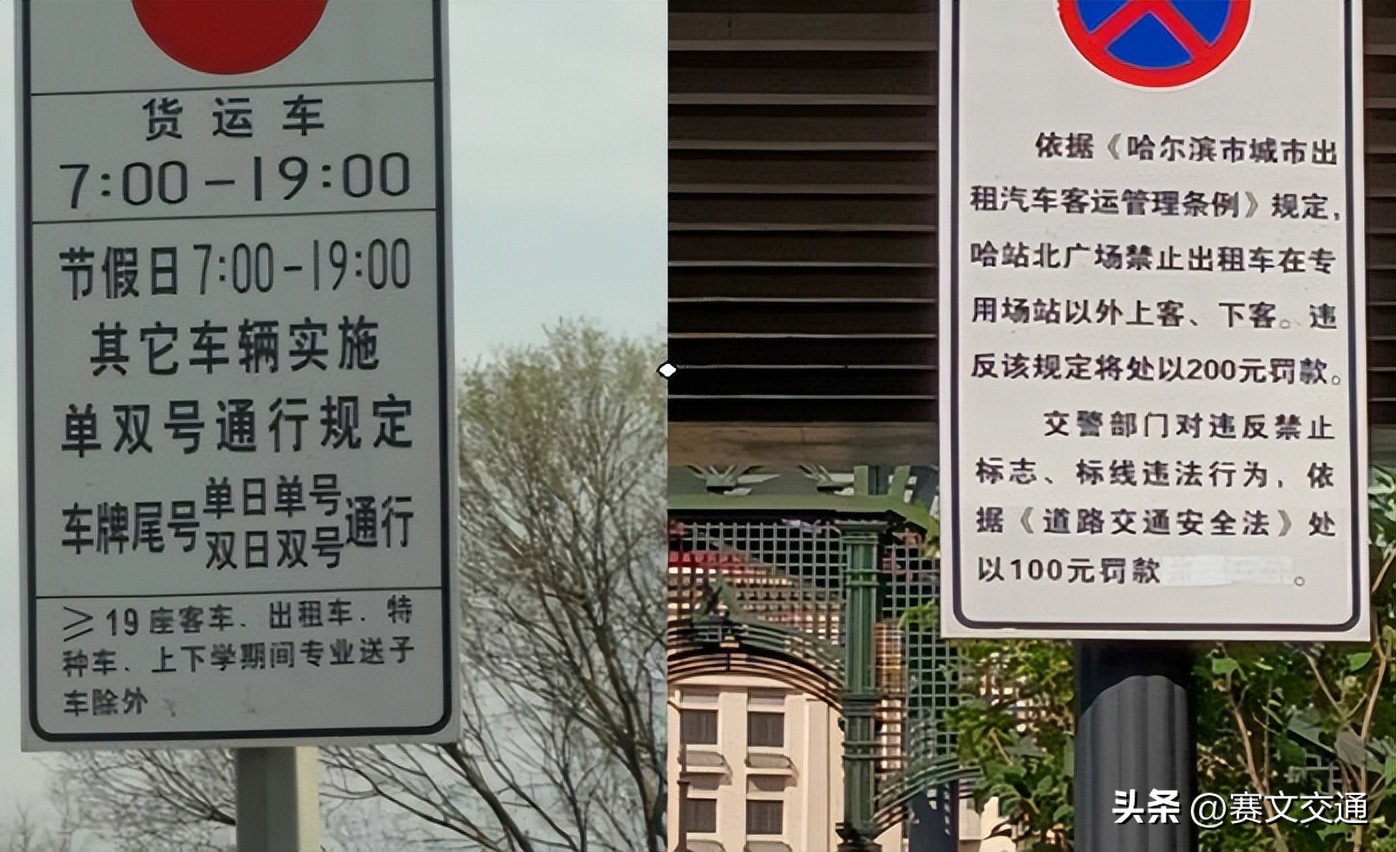 货运车
7:00-19:00
节假日7:00-19:00
其它车辆实施
单双号通行规定
车牌尾号单日单号通行
双日双号
≥19座客车、出租车、特
种车、上下学期间专业送子
车除外
依据《哈尔滨市城市出
租汽车客运管理条例》规定,
哈站北广场禁止出租车在专
用场站以外上客、下客。违
反该规定将处以200元罚款。
交警部门对违反禁止
标志、标线违法行为,依
据《道路交通安全法》处
以100元罚款 。
头条 @赛文交通